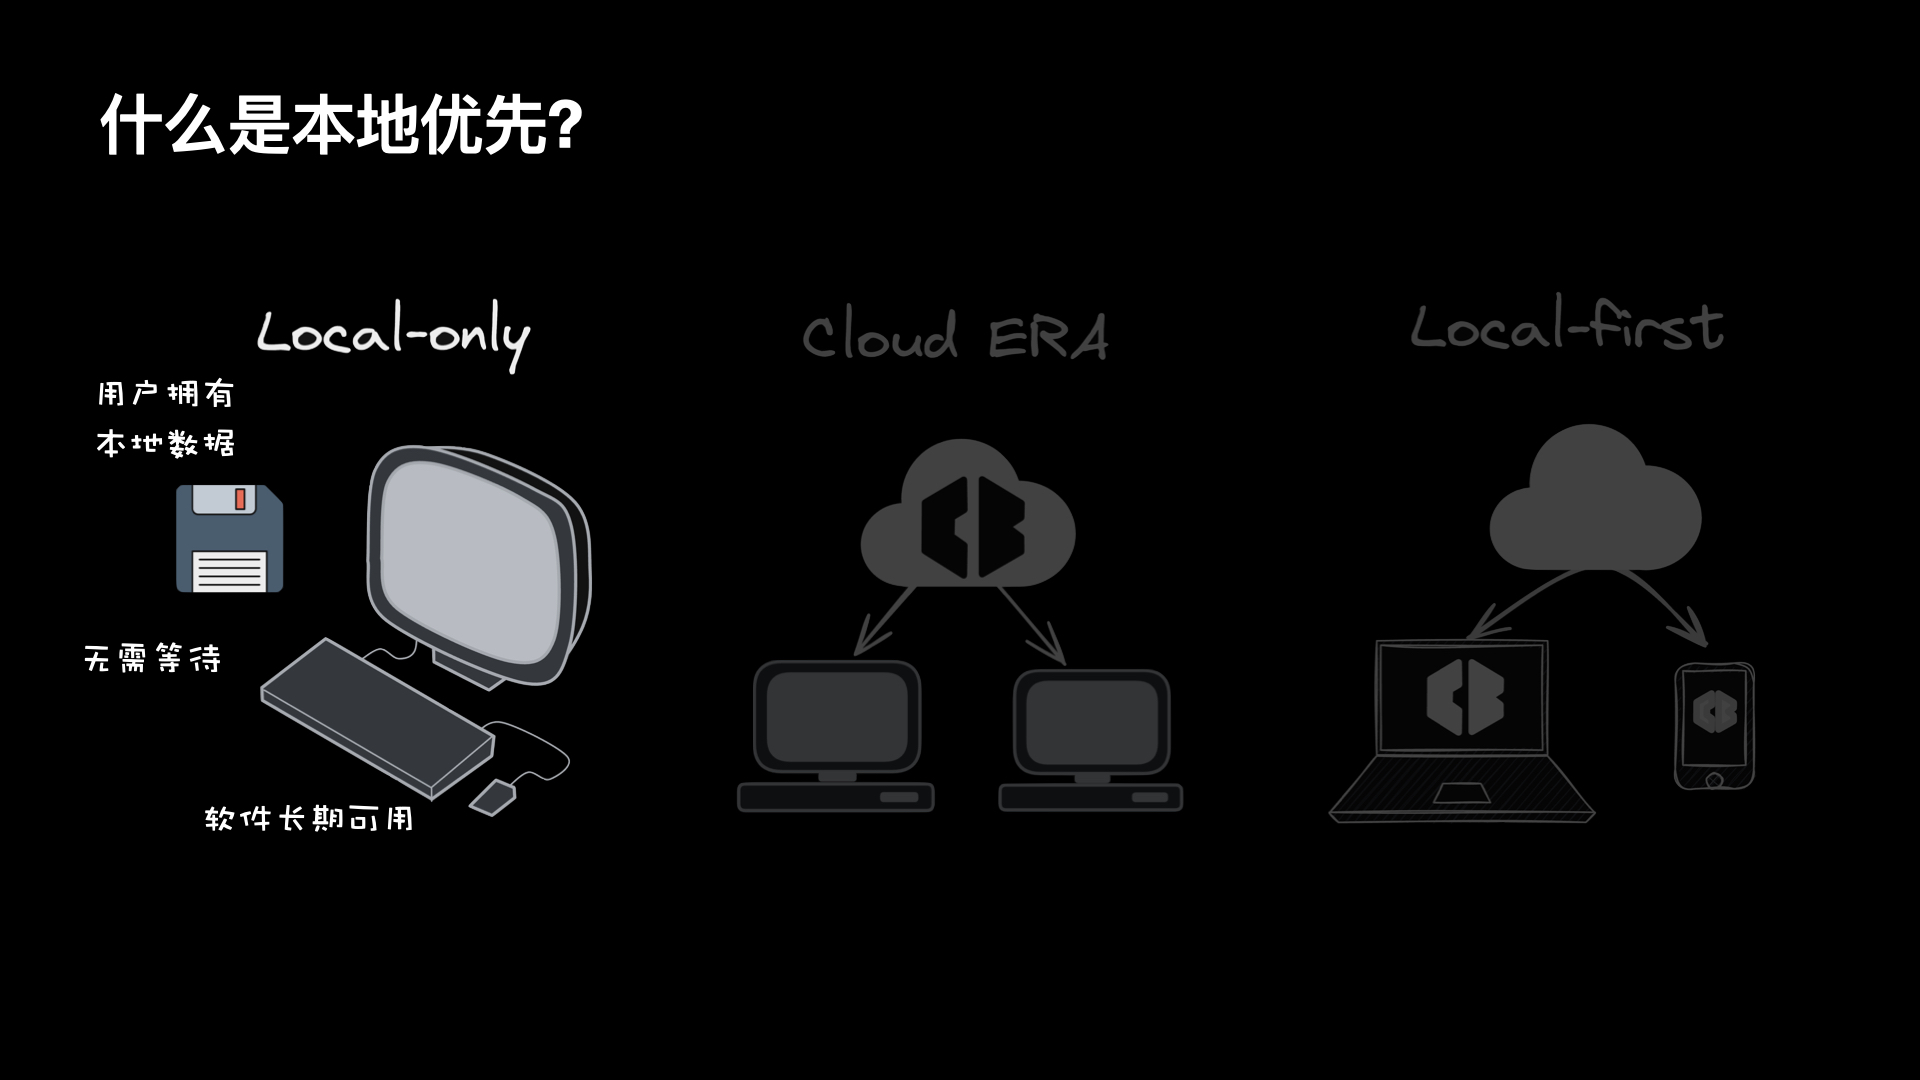 什么是本地优先?
Local-only
用户拥有
本地数据
无需等待
软件长期可用
Cloud ERA
Local-first